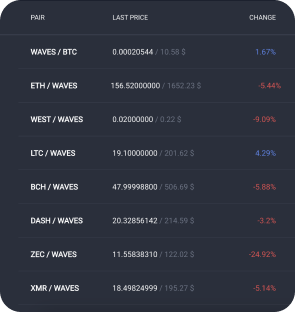 PAIR LAST PRICE CHANGE
WAVES / BTC 0.00020544 / 10.58 $ 1.67%
ETH / WAVES 156.52000000 / 1652.23 $ -5.44%
WEST / WAVES 0.02000000 / 0.22 $ -9.09%
LTC / WAVES 19.10000000 / 201.62 $ 4.29%
BCH / WAVES 47.99998800 / 506.69 $ -5.88%
DASH / WAVES 20.32856142 / 214.59 $ -3.2%
ZEC / WAVES 11.55838310 / 122.02 $ -24.92%
XMR / WAVES 18.49824999 / 195.27 $ -5.14%